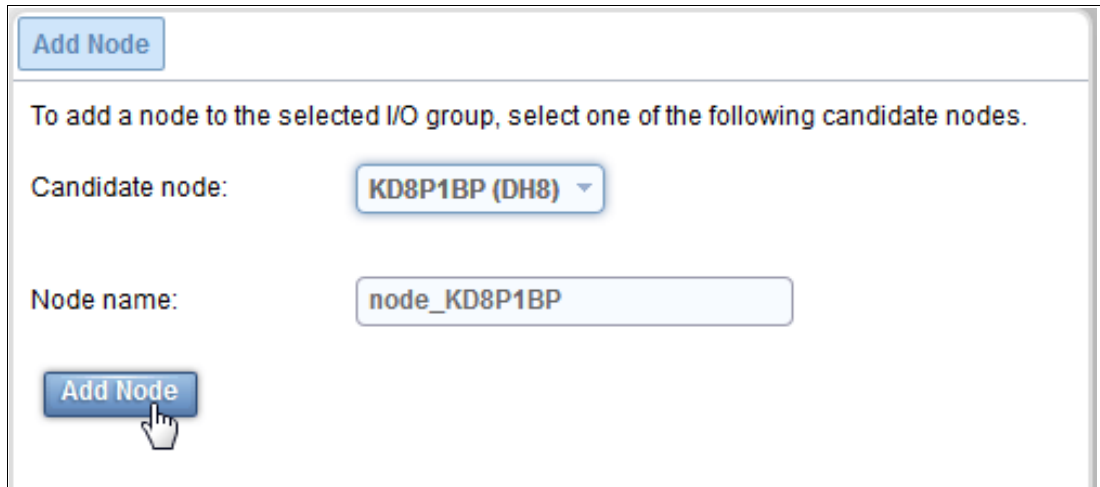 Add Node
To add a node to the selected I/O group, select one of the following candidate nodes.
Candidate node: KD8P1BP (DH8)
Node name: node_KD8P1BP
Add Node